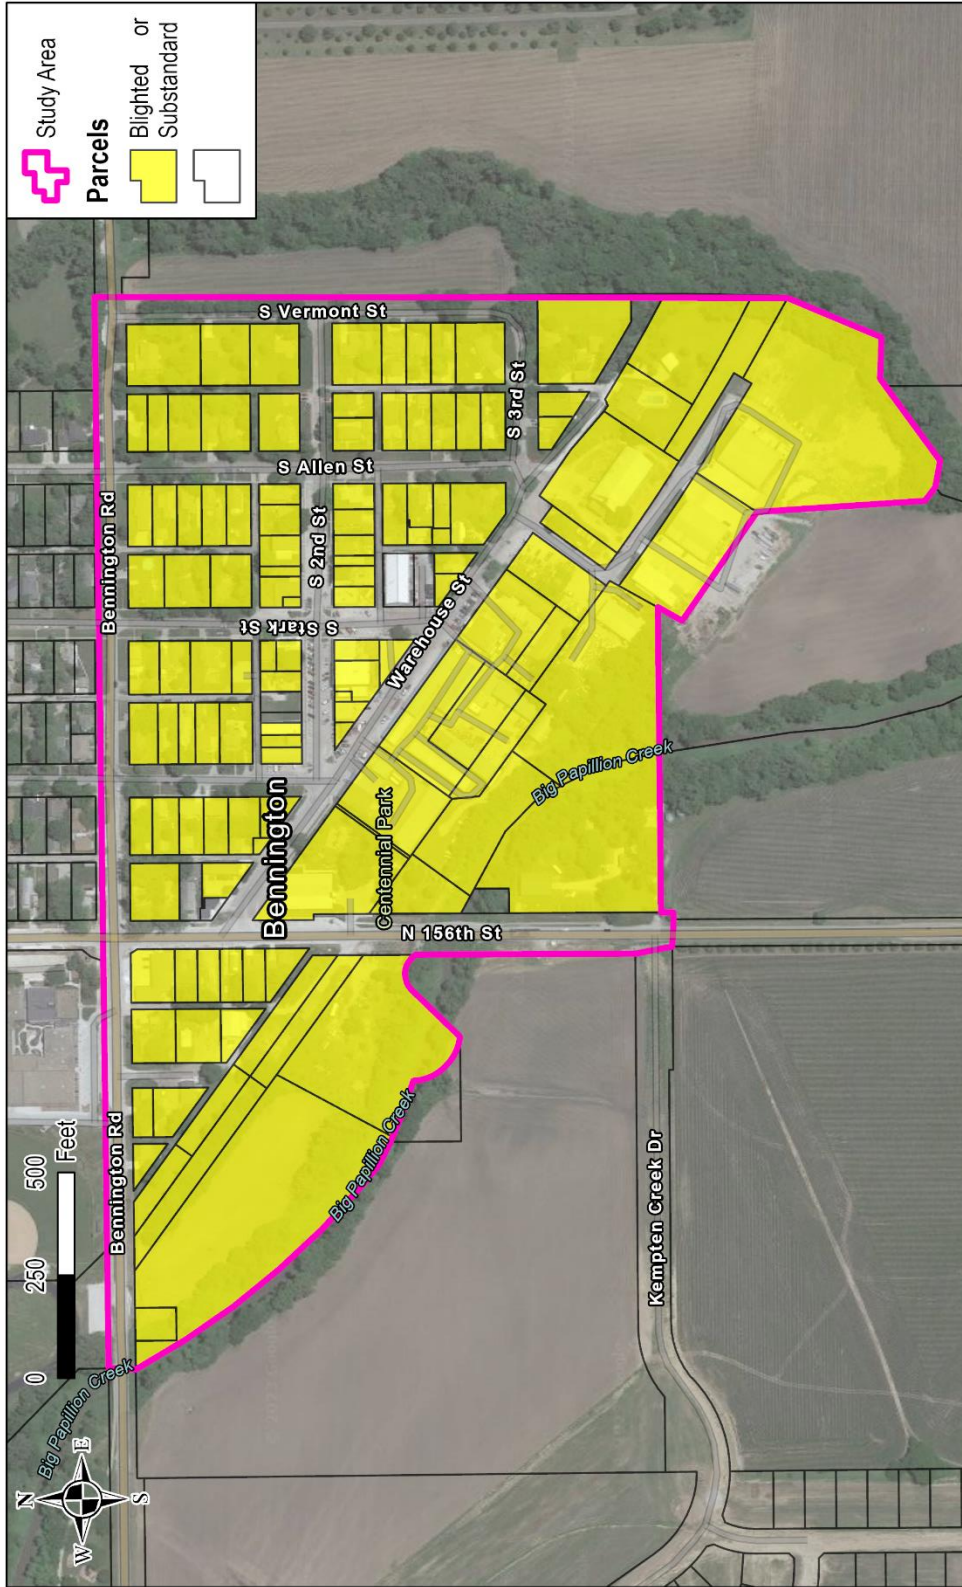 Study Area
Parcels
Blighted or
Substandard
N
W
E
S
0 250 500
Feet
Big Papillion Creek
Bennington Rd
Bennington Rd
S Vermont St
S Allen St
S 2nd St
S 3rd St
S Stark St
Warehouse St
Bennington
Centennial Park
N 156th St
Big Papillion Creek
Big Papillion Creek
Kempten Creek Dr